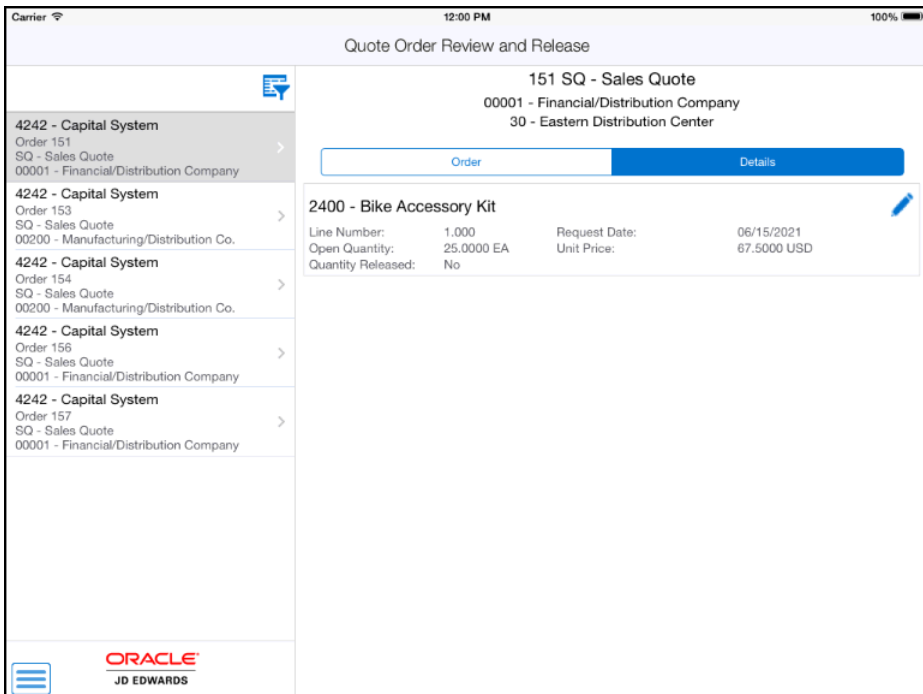 Carrier 12:00 PM 100%
Quote Order Review and Release
4242 - Capital System
Order 151
SQ - Sales Quote
00001 - Financial/Distribution Company
4242 - Capital System
Order 153
SQ - Sales Quote
00200 - Manufacturing/Distribution Co.
4242 - Capital System
Order 154
SQ - Sales Quote
00200 - Manufacturing/Distribution Co.
4242 - Capital System
Order 156
SQ - Sales Quote
00001 - Financial/Distribution Company
4242 - Capital System
Order 157
SQ - Sales Quote
00001 - Financial/Distribution Company
ORACLE
JD EDWARDS
151 SQ - Sales Quote
00001 - Financial/Distribution Company
30 - Eastern Distribution Center
Order Details
2400 - Bike Accessory Kit
Line Number: 1.000 Request Date: 06/15/2021
Open Quantity: 25.0000 EA Unit Price: 67.5000 USD
Quantity Released: No